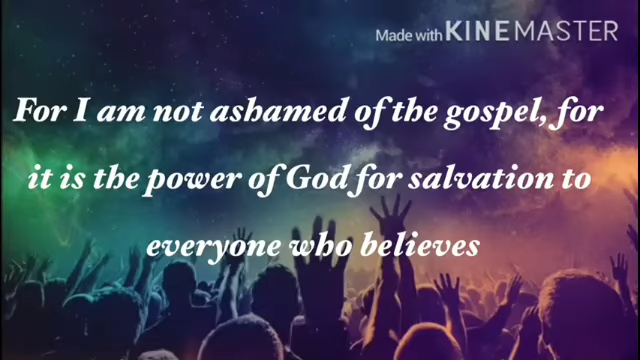 Made with KINEMASTER
For I am not ashamed of the gospel, for
it is the power of God for salvation to
everyone who believes